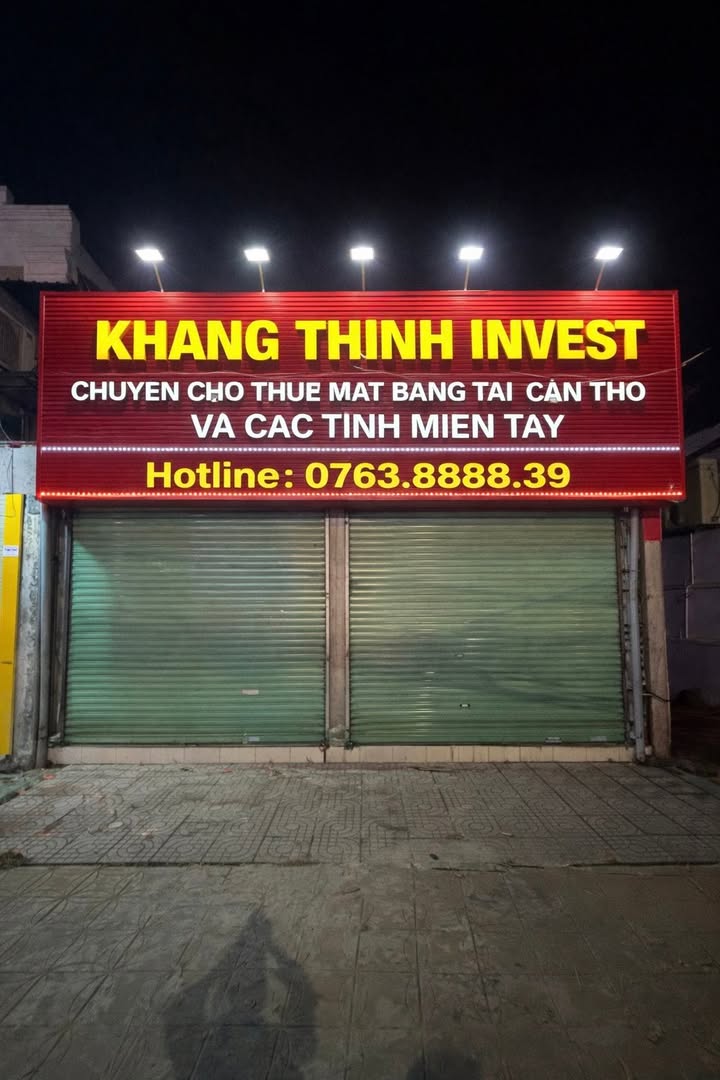 KHANG THINH INVEST
CHUYEN CHO THUE MAT BANG TAI CAN THO
VA CAC TINH MIEN TAY
Hotline: 0763.8888.39